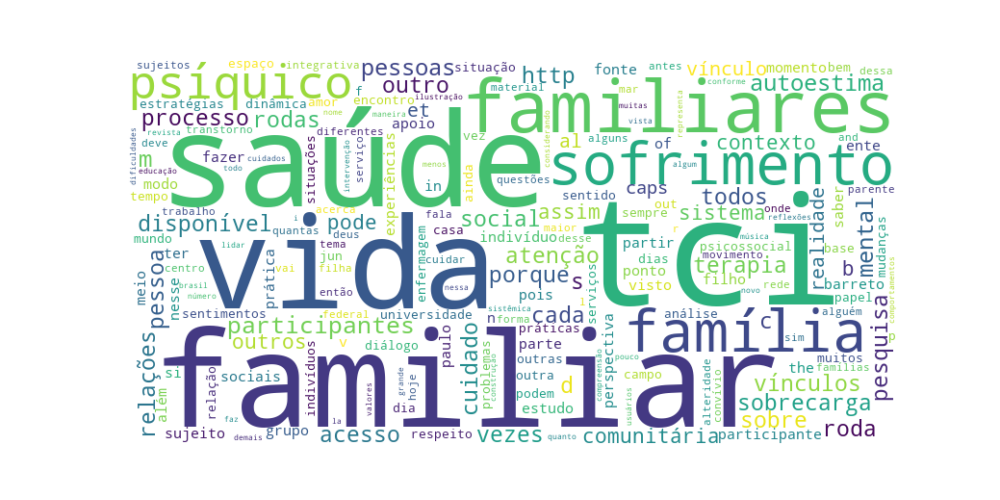 sujeitos espaço integrativa
psíquico
f
pessoas
situação
http
fonte
antes
vínculo
momento
bem
dessa
conforme
estratégias
dinâmica
amor
encontro
ilustração
outro
material
mar
muitas
autoestima
processo
rodas
et
familiares
revista
transtorno
nome
maneira
apoio
vez
considerando
al
alguns
vista
representa
contexto
of
and
ente
dificuldades
deve
diferentes
m
fazer
cuidados
intervenção
serviço
situações
experiências
saúde
menos
ainda
in
questões
sofrimento
algum
educação
todo
modo
tempo
sentido
caps
todos
saber
parente
trabalho
acerca
fala
maior
social
assim
out
sempre
sistema
realidade
onde
reflexões
mental
disponível
i
quantas
deus
pode
casa
desse
indivíduo
r
música
mundo
lidar
tema
vida
cuidar
enfermagem
atenção
partir
tci
psicossocial
base
mudanças
ter
jun
dias
movimento
pessoa
centro
vai
filha
porque
s
ponto
terapia
rede
b
barreto
meio
nesse
brasil
prática
então
nessa
pois
i
serviços
visto
filho
novo
papel
comportamentos
relações
número
sentimentos
federal
universidade
sistêmica
n
forma
cada
família
análise
c
sim
alguém
p
participantes
v
paulo
práticas
outros
diálogo
parte
outras
perspectiva
compreensão
pouco
muitos
pesquisa
familiar
si
sociais
indivíduos
grande
hoje
cuidado
problemas
construção
outra
d
campo
usuários
the
famílias
alteridade
convívio
vínculos
além
relação
valores
dia
podem
estudo
sobrecarga
faz
la
sobre
sujeito
demais
grupo
acesso
respeito
vezes
quanto
comunitária
participante
roda